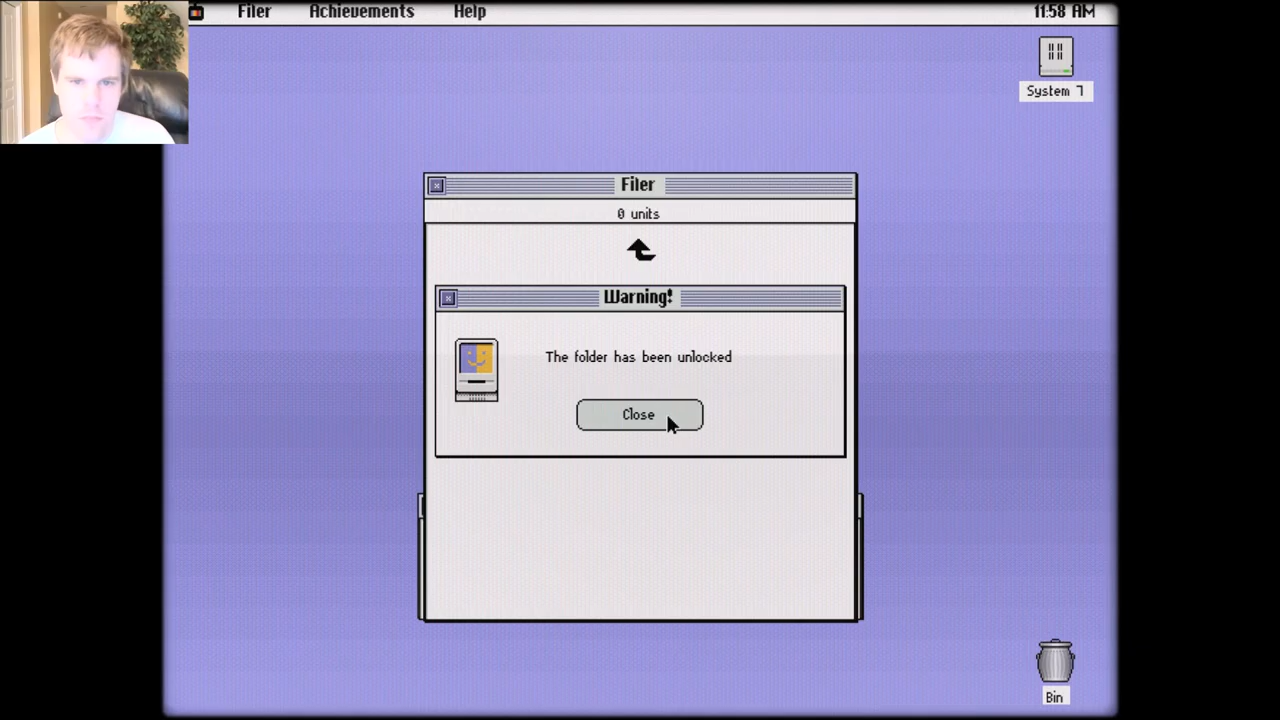 Filer Achievements Help 11:58 AM
System 7
Filer
0 units
Warning!
The folder has been unlocked
Close
Bin